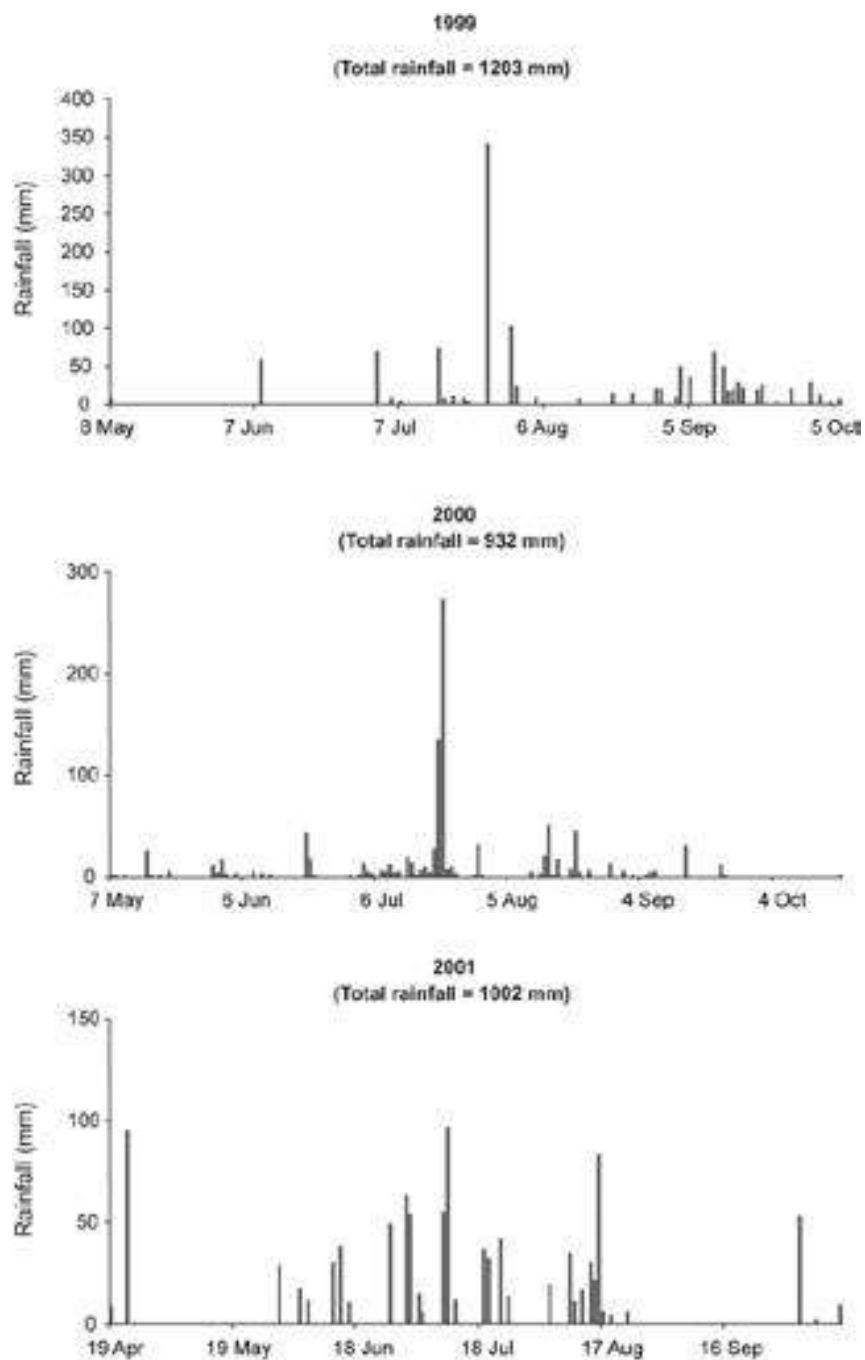 1999
(Total rainfall = 1203 mm)
Rainfall (mm)
400
350
300
250
200
150
100
50
0
8 May 7 Jun 7 Jul 6 Aug 5 Sep 5 Oct
2000
(Total rainfall = 932 mm)
Rainfall (mm)
300
200
100
0
7 May 6 Jun 6 Jul 5 Aug 4 Sep 4 Oct
2001
(Total rainfall = 1002 mm)
Rainfall (mm)
150
100
50
0
19 Apr 19 May 18 Jun 18 Jul 17 Aug 16 Sep